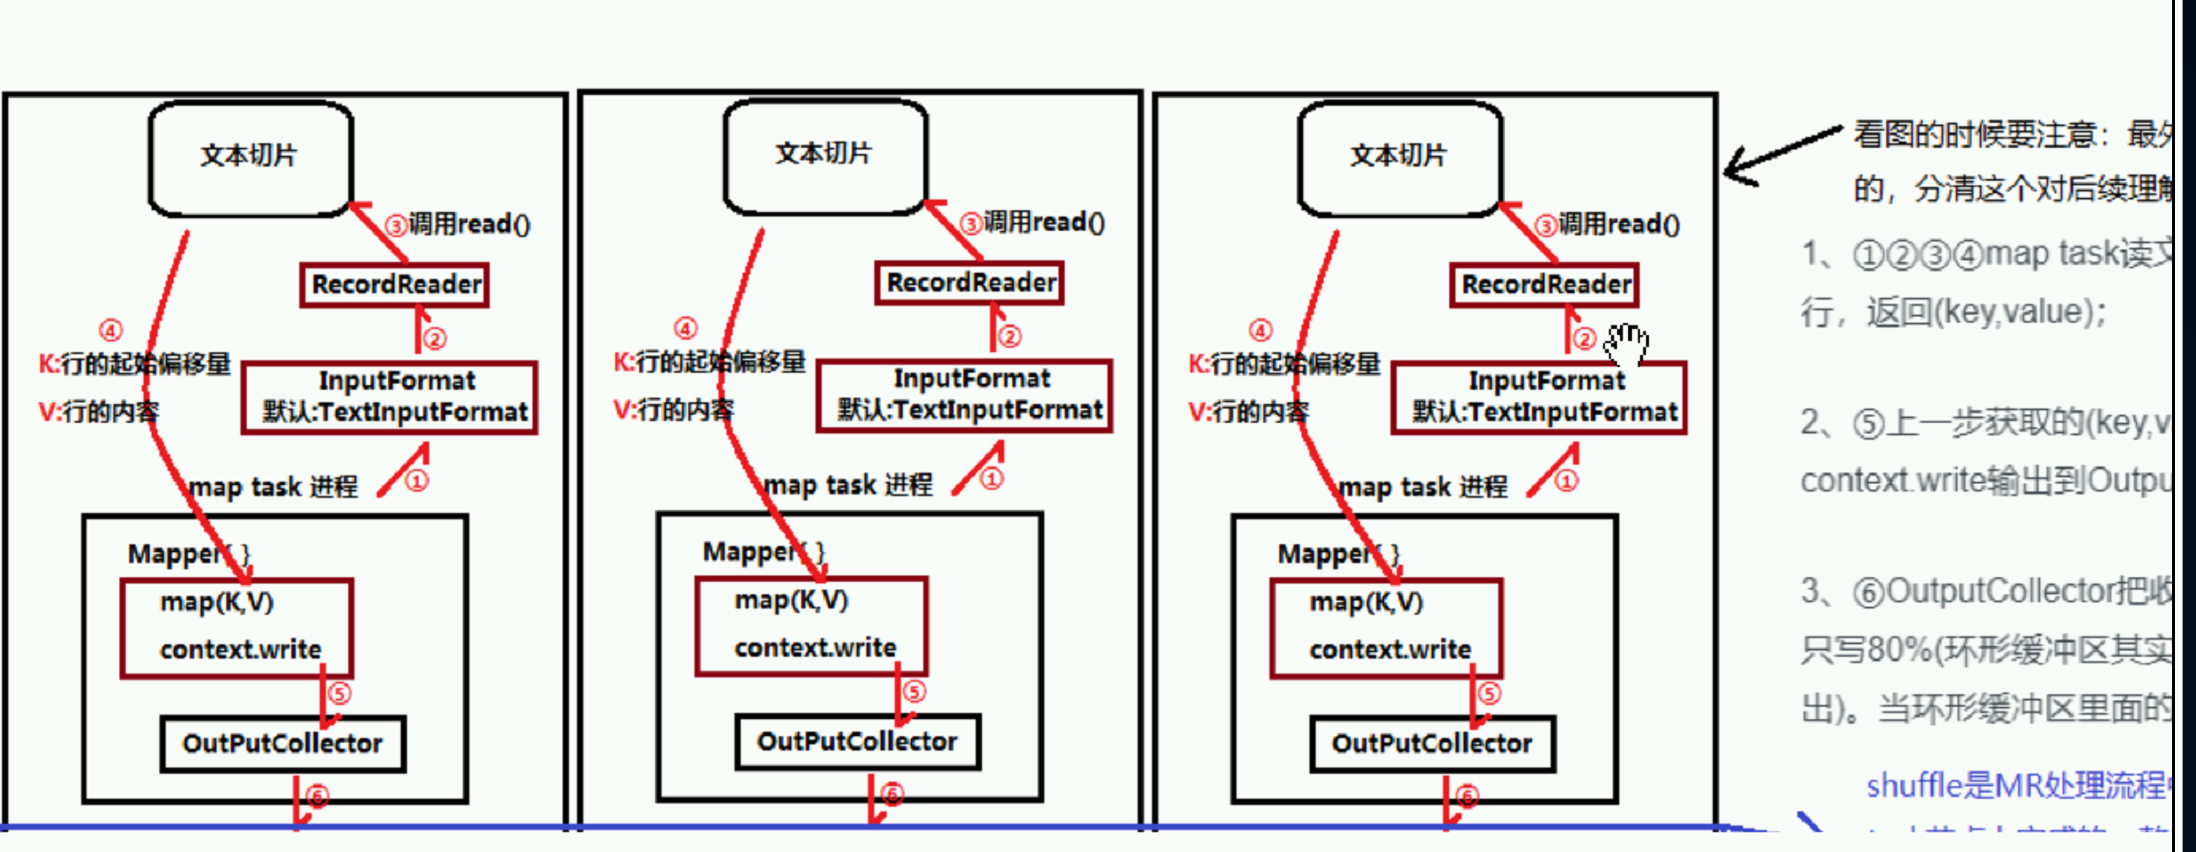 文本切片
③调用read()
RecordReader
②
④
K:行的起始偏移量
V:行的内容
InputFormat
默认:TextInputFormat
map task 进程
①
Mapper{ }
map(K,V)
context.write
⑤
OutPutCollector
⑥
文本切片
③调用read()
RecordReader
②
④
K:行的起始偏移量
V:行的内容
InputFormat
默认:TextInputFormat
map task 进程
①
Mapper{ }
map(K,V)
context.write
⑤
OutPutCollector
⑥
文本切片
③调用read()
RecordReader
②
④
K:行的起始偏移量
V:行的内容
InputFormat
默认:TextInputFormat
map task 进程
①
Mapper{ }
map(K,V)
context.write
⑤
OutPutCollector
⑥
看图的时候要注意：最
的，分清这个对后续理
1、①②③④map task读
行，返回(key,value)；
2、⑤上一步获取的(key,v
context.write输出到Outpu
3、⑥OutputCollector把
只写80%(环形缓冲区其实
出)。当环形缓冲区里面的
shuffle是MR处理流程